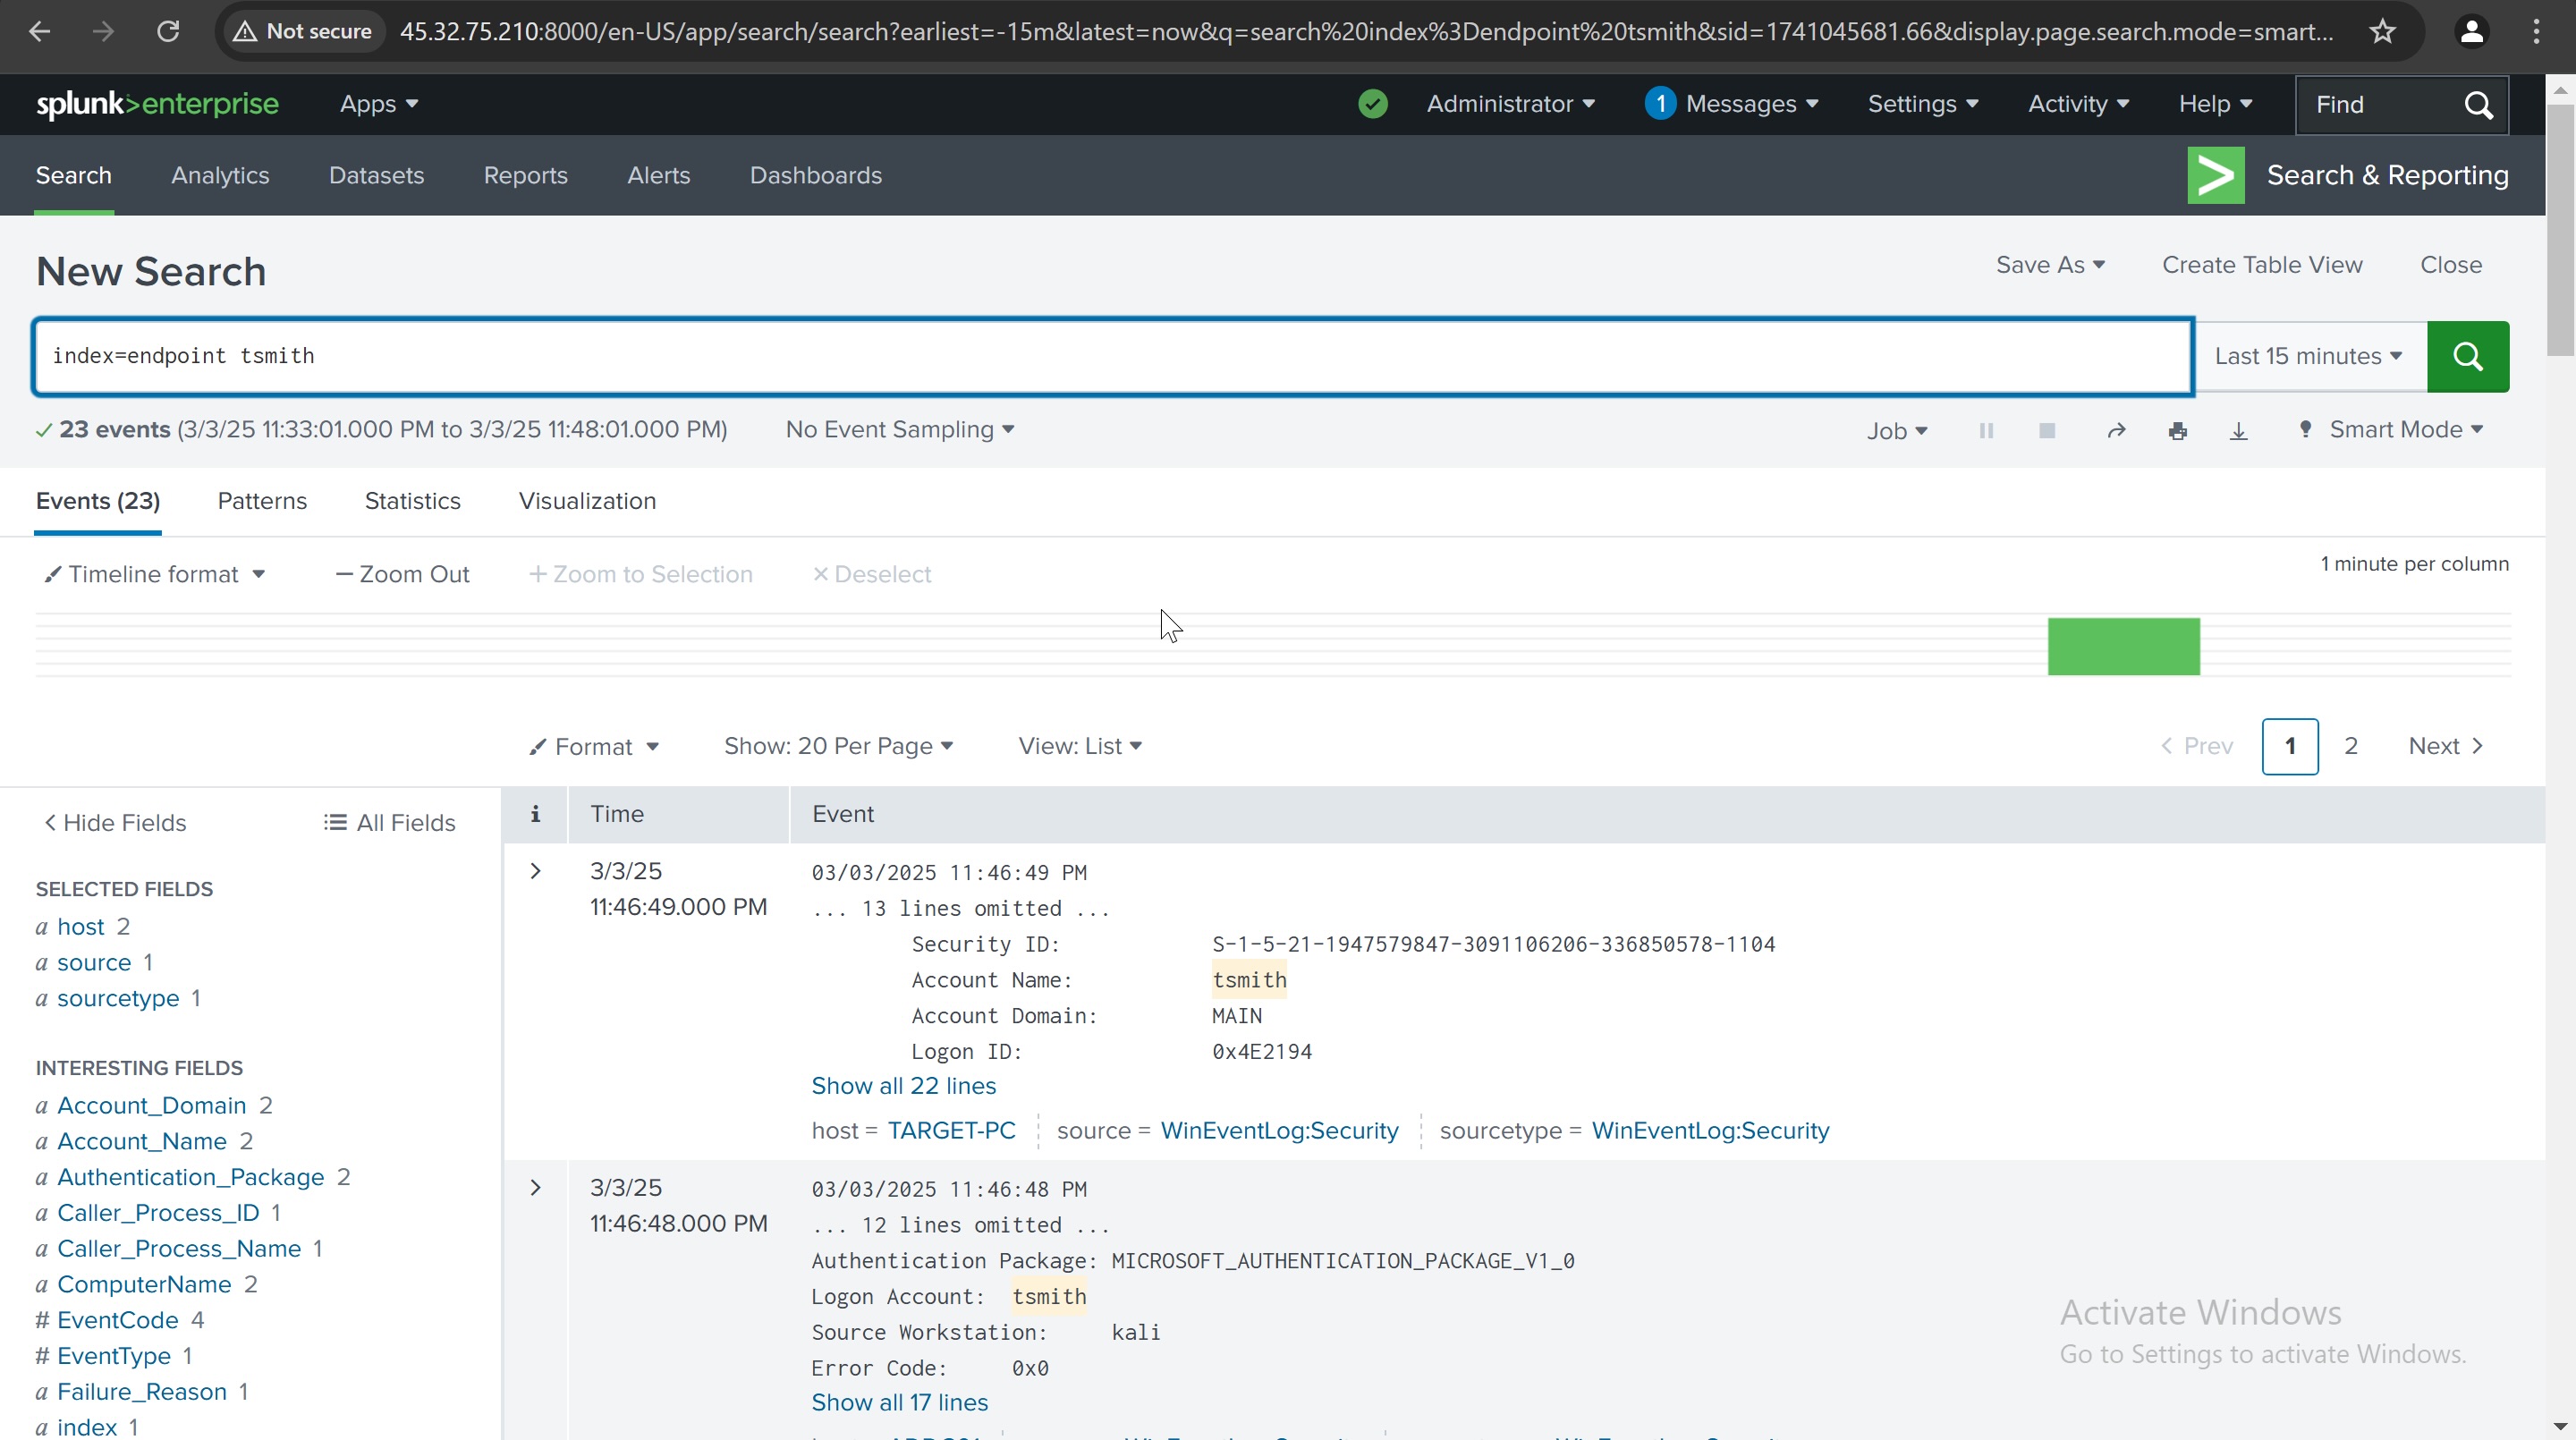 Not secure
45.32.75.210:8000/en-US/app/search/search?earliest=-15m&latest=now&q=search%20index%3Dendpoint%20tsmith&sid=1741045681.66&display.page.search.mode=smart...
splunk>enterprise Apps Administrator 1 Messages Settings Activity Help Find
Search Analytics Datasets Reports Alerts Dashboards Search & Reporting
New Search Save As Create Table View Close
index=endpoint tsmith Last 15 minutes
23 events (3/3/25 11:33:01.000 PM to 3/3/25 11:48:01.000 PM) No Event Sampling Job Smart Mode
Events (23) Patterns Statistics Visualization
Timeline format — Zoom Out + Zoom to Selection × Deselect 1 minute per column
Format Show: 20 Per Page View: List < Prev 1 2 Next >
< Hide Fields All Fields
SELECTED FIELDS
a host 2
a source 1
a sourcetype 1
INTERESTING FIELDS
a Account_Domain 2
a Account_Name 2
a Authentication_Package 2
a Caller_Process_ID 1
a Caller_Process_Name 1
a ComputerName 2
# EventCode 4
# EventType 1
a Failure_Reason 1
a index 1
i Time Event
> 3/3/25 03/03/2025 11:46:49 PM
11:46:49.000 PM ... 13 lines omitted ...
Security ID: S-1-5-21-1947579847-3091106206-336850578-1104
Account Name: tsmith
Account Domain: MAIN
Logon ID: 0x4E2194
Show all 22 lines
host = TARGET-PC source = WinEventLog:Security sourcetype = WinEventLog:Security
> 3/3/25 03/03/2025 11:46:48 PM
11:46:48.000 PM ... 12 lines omitted ...
Authentication Package: MICROSOFT_AUTHENTICATION_PACKAGE_V1_0
Logon Account: tsmith
Source Workstation: kali
Error Code: 0x0
Show all 17 lines
Activate Windows
Go to Settings to activate Windows.